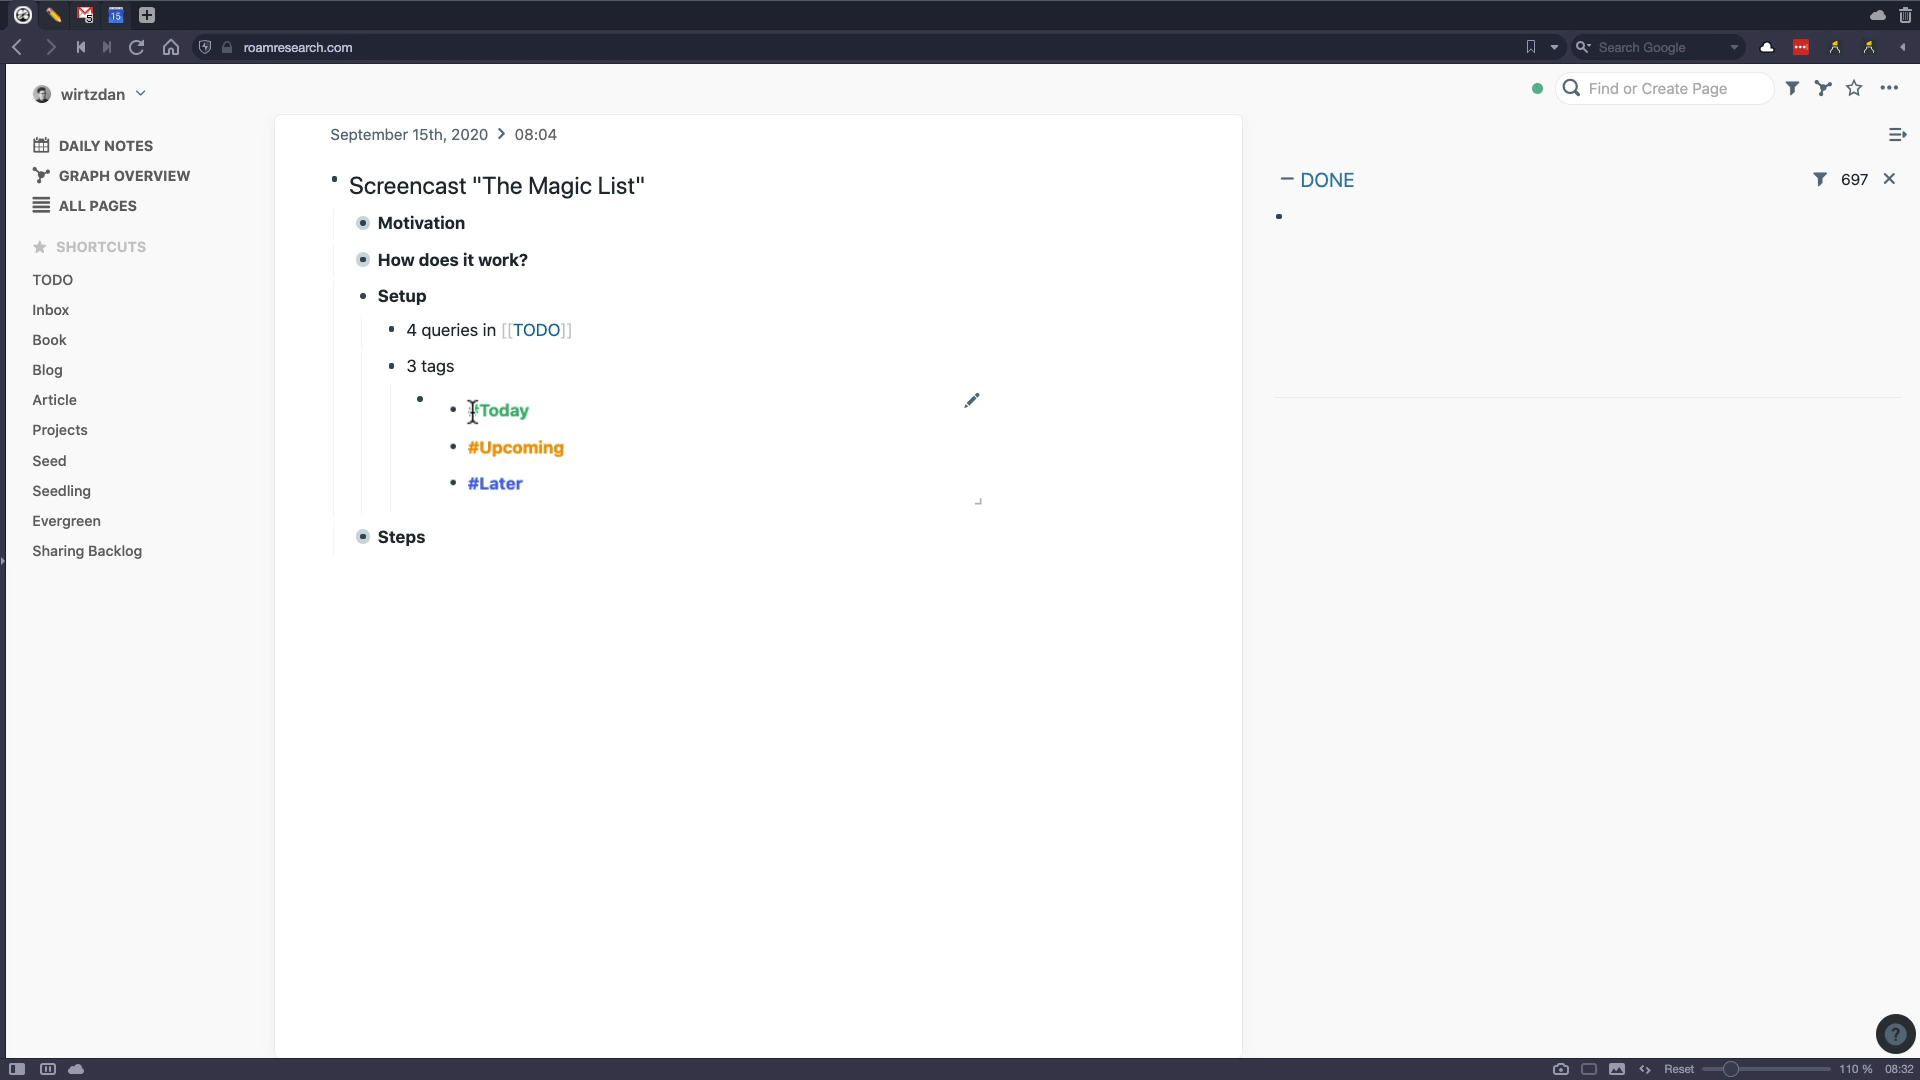 5
15
roamresearch.com
Search Google
wirtzdan
Find or Create Page
DAILY NOTES
GRAPH OVERVIEW
ALL PAGES
SHORTCUTS
TODO
Inbox
Book
Blog
Article
Projects
Seed
Seedling
Evergreen
Sharing Backlog
September 15th, 2020 > 08:04
Screencast "The Magic List"
Motivation
How does it work?
Setup
4 queries in [[TODO]]
3 tags
#Today
#Upcoming
#Later
Steps
DONE
697
?
Reset
110 %
08:32